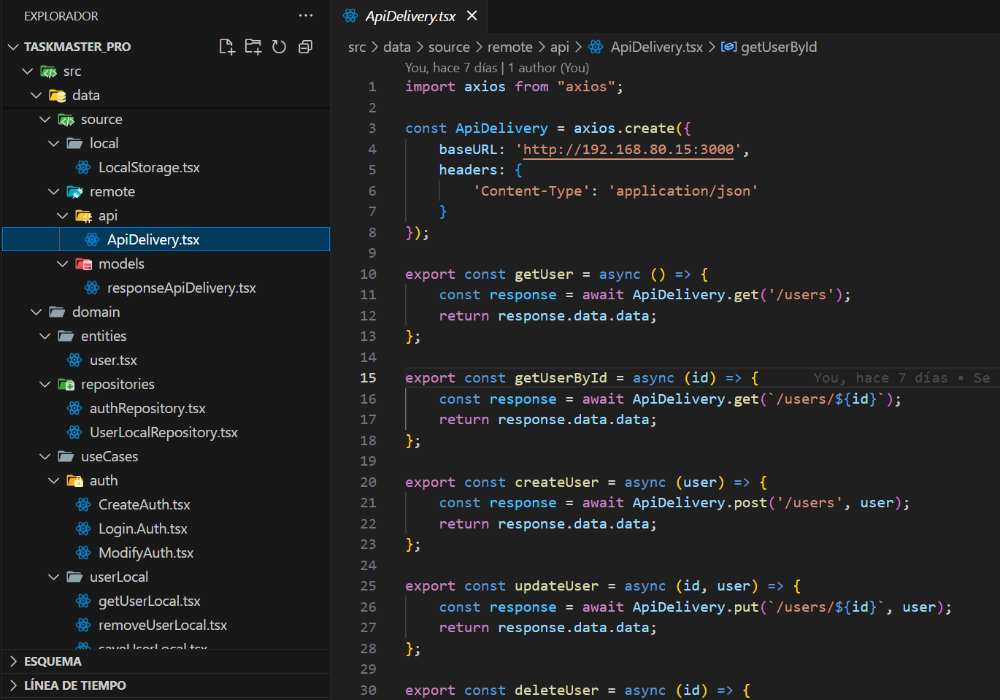 EXPLORADOR
TASKMASTER_PRO
src
data
source
local
LocalStorage.tsx
remote
api
ApiDelivery.tsx
models
responseApiDelivery.tsx
domain
entities
user.tsx
repositories
authRepository.tsx
UserLocalRepository.tsx
useCases
auth
CreateAuth.tsx
Login.Auth.tsx
ModifyAuth.tsx
userLocal
getUserLocal.tsx
removeUserLocal.tsx
saveUserLocal.tsx
ESQUEMA
LÍNEA DE TIEMPO
ApiDelivery.tsx
src > data > source > remote > api > ApiDelivery.tsx > getUserById
You, hace 7 días | 1 author (You)
1 import axios from "axios";
2
3 const ApiDelivery = axios.create({
4 baseURL: 'http://192.168.80.15:3000',
5 headers: {
6 'Content-Type': 'application/json'
7 }
8 });
9
10 export const getUser = async () => {
11 const response = await ApiDelivery.get('/users');
12 return response.data.data;
13 };
14
15 export const getUserById = async (id) => { You, hace 7 días • Se
16 const response = await ApiDelivery.get(`/users/${id}`);
17 return response.data.data;
18 };
19
20 export const createUser = async (user) => {
21 const response = await ApiDelivery.post('/users', user);
22 return response.data.data;
23 };
24
25 export const updateUser = async (id, user) => {
26 const response = await ApiDelivery.put(`/users/${id}`, user);
27 return response.data.data;
28 };
29
30 export const deleteUser = async (id) => {